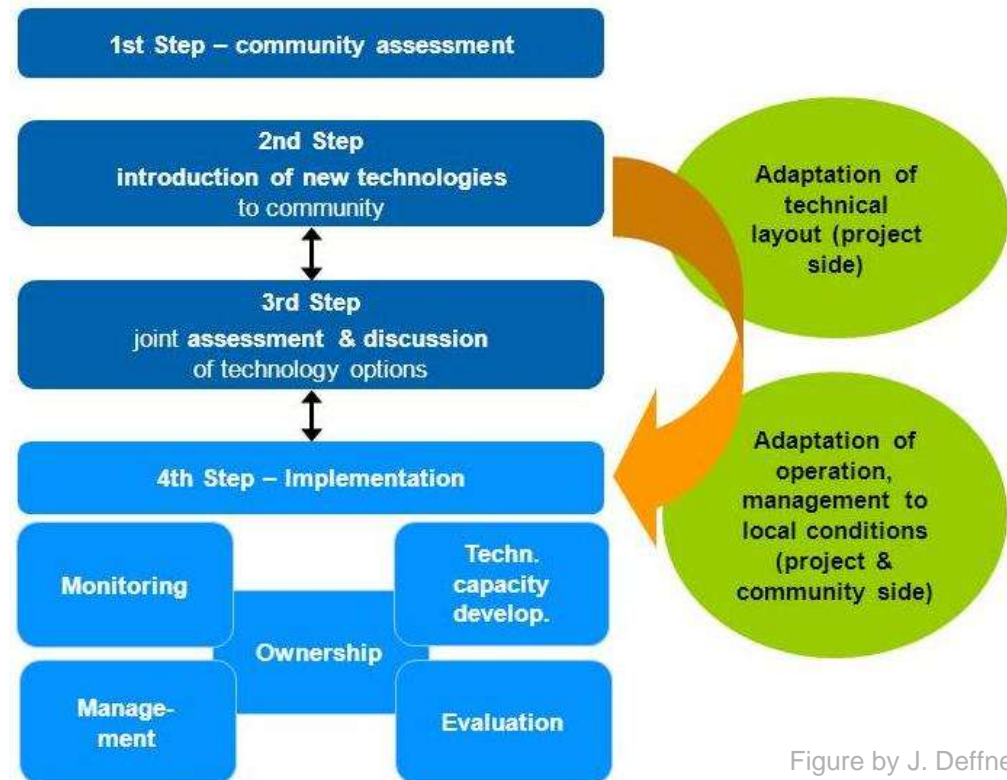 1st Step – community assessment
2nd Step
introduction of new technologies
to community
3rd Step
joint assessment & discussion
of technology options
4th Step – Implementation
Monitoring
Techn.
capacity
develop.
Ownership
Manage-
ment
Evaluation
Adaptation of
technical
layout (project
side)
Adaptation of
operation,
management to
local conditions
(project &
community side)
Figure by J. Deffne